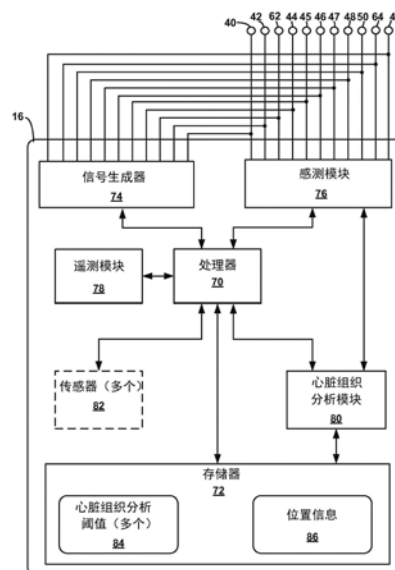 40 42 62 44 45 46 47 48 50 64 4
16
信号生成器
74
感测模块
76
遥测模块
78
处理器
70
传感器（多个）
82
心脏组织
分析模块
80
存储器
72
心脏组织分析
阈值（多个）
84
位置信息
86